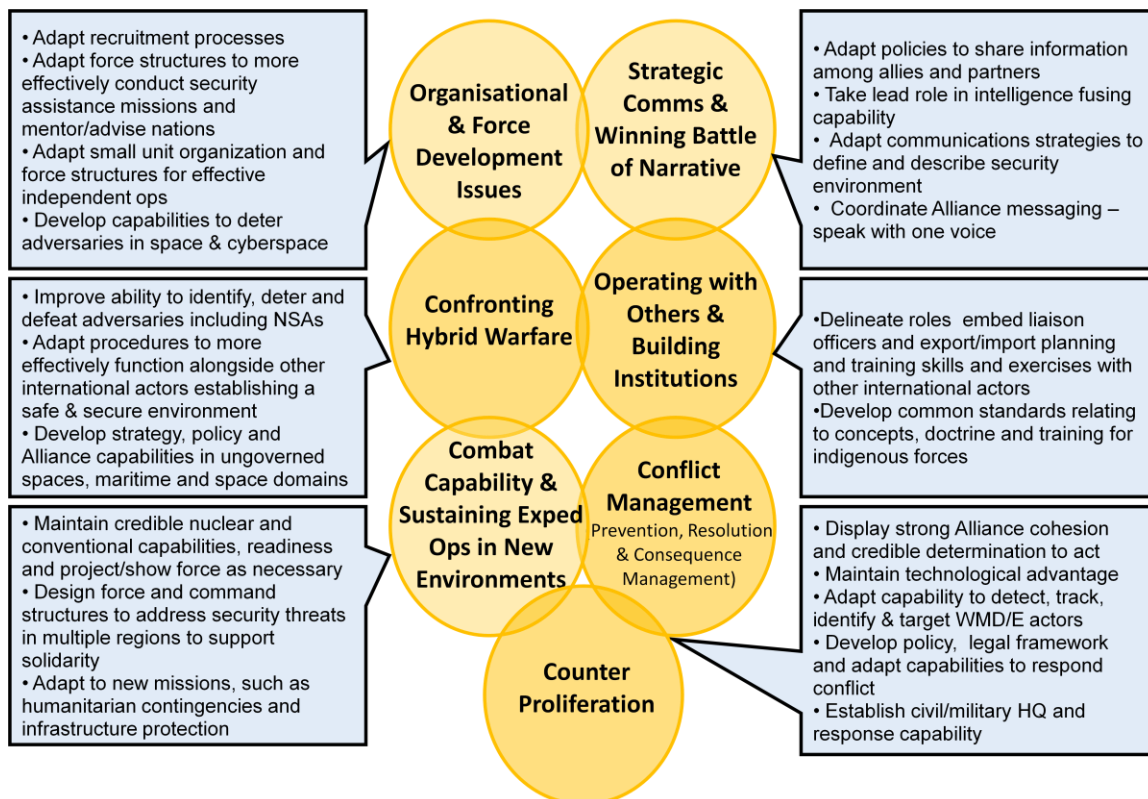 • Adapt recruitment processes
• Adapt force structures to more
effectively conduct security
assistance missions and
mentor/advise nations
• Adapt small unit organization and
force structures for effective
independent ops
• Develop capabilities to deter
adversaries in space & cyberspace
Organisational
& Force
Development
Issues
Strategic
Comms &
Winning Battle
of Narrative
• Adapt policies to share information
among allies and partners
• Take lead role in intelligence fusing
capability
• Adapt communications strategies to
define and describe security
environment
• Coordinate Alliance messaging –
speak with one voice
• Improve ability to identify, deter and
defeat adversaries including NSAs
• Adapt procedures to more
effectively function alongside other
international actors establishing a
safe & secure environment
• Develop strategy, policy and
Alliance capabilities in ungoverned
spaces, maritime and space domains
Confronting
Hybrid Warfare
Operating with
Others &
Building
Institutions
•Delineate roles embed liaison
officers and export/import planning
and training skills and exercises with
other international actors
•Develop common standards relating
to concepts, doctrine and training for
indigenous forces
• Maintain credible nuclear and
conventional capabilities, readiness
and project/show force as necessary
• Design force and command
structures to address security threats
in multiple regions to support
solidarity
• Adapt to new missions, such as
humanitarian contingencies and
infrastructure protection
Combat
Capability &
Sustaining Exped
Ops in New
Environments
Conflict
Management
Prevention, Resolution
& Consequence
Management)
• Display strong Alliance cohesion
and credible determination to act
• Maintain technological advantage
• Adapt capability to detect, track,
identify & target WMD/E actors
• Develop policy, legal framework
and adapt capabilities to respond
conflict
• Establish civil/military HQ and
response capability
Counter
Proliferation